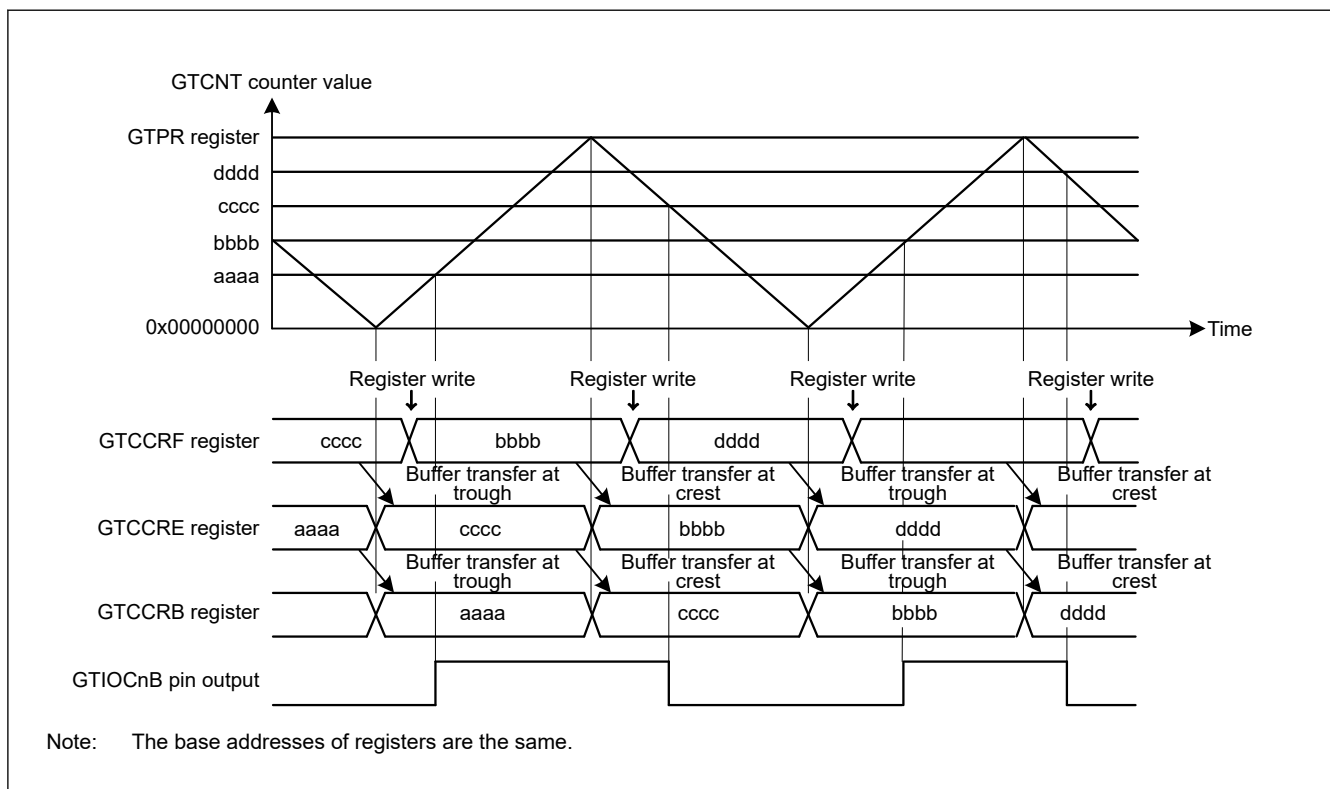 GTCNT counter value
GTPR register
dddd
cccc
bbbb
aaaa
0x00000000
Time
Register write Register write Register write Register write
GTCCRF register cccc bbbb dddd
Buffer transfer at trough Buffer transfer at crest Buffer transfer at trough Buffer transfer at crest
GTCCRE register aaaa cccc bbbb dddd
Buffer transfer at trough Buffer transfer at crest Buffer transfer at trough Buffer transfer at crest
GTCCRB register aaaa cccc bbbb dddd
GTIOCnB pin output
Note: The base addresses of registers are the same.